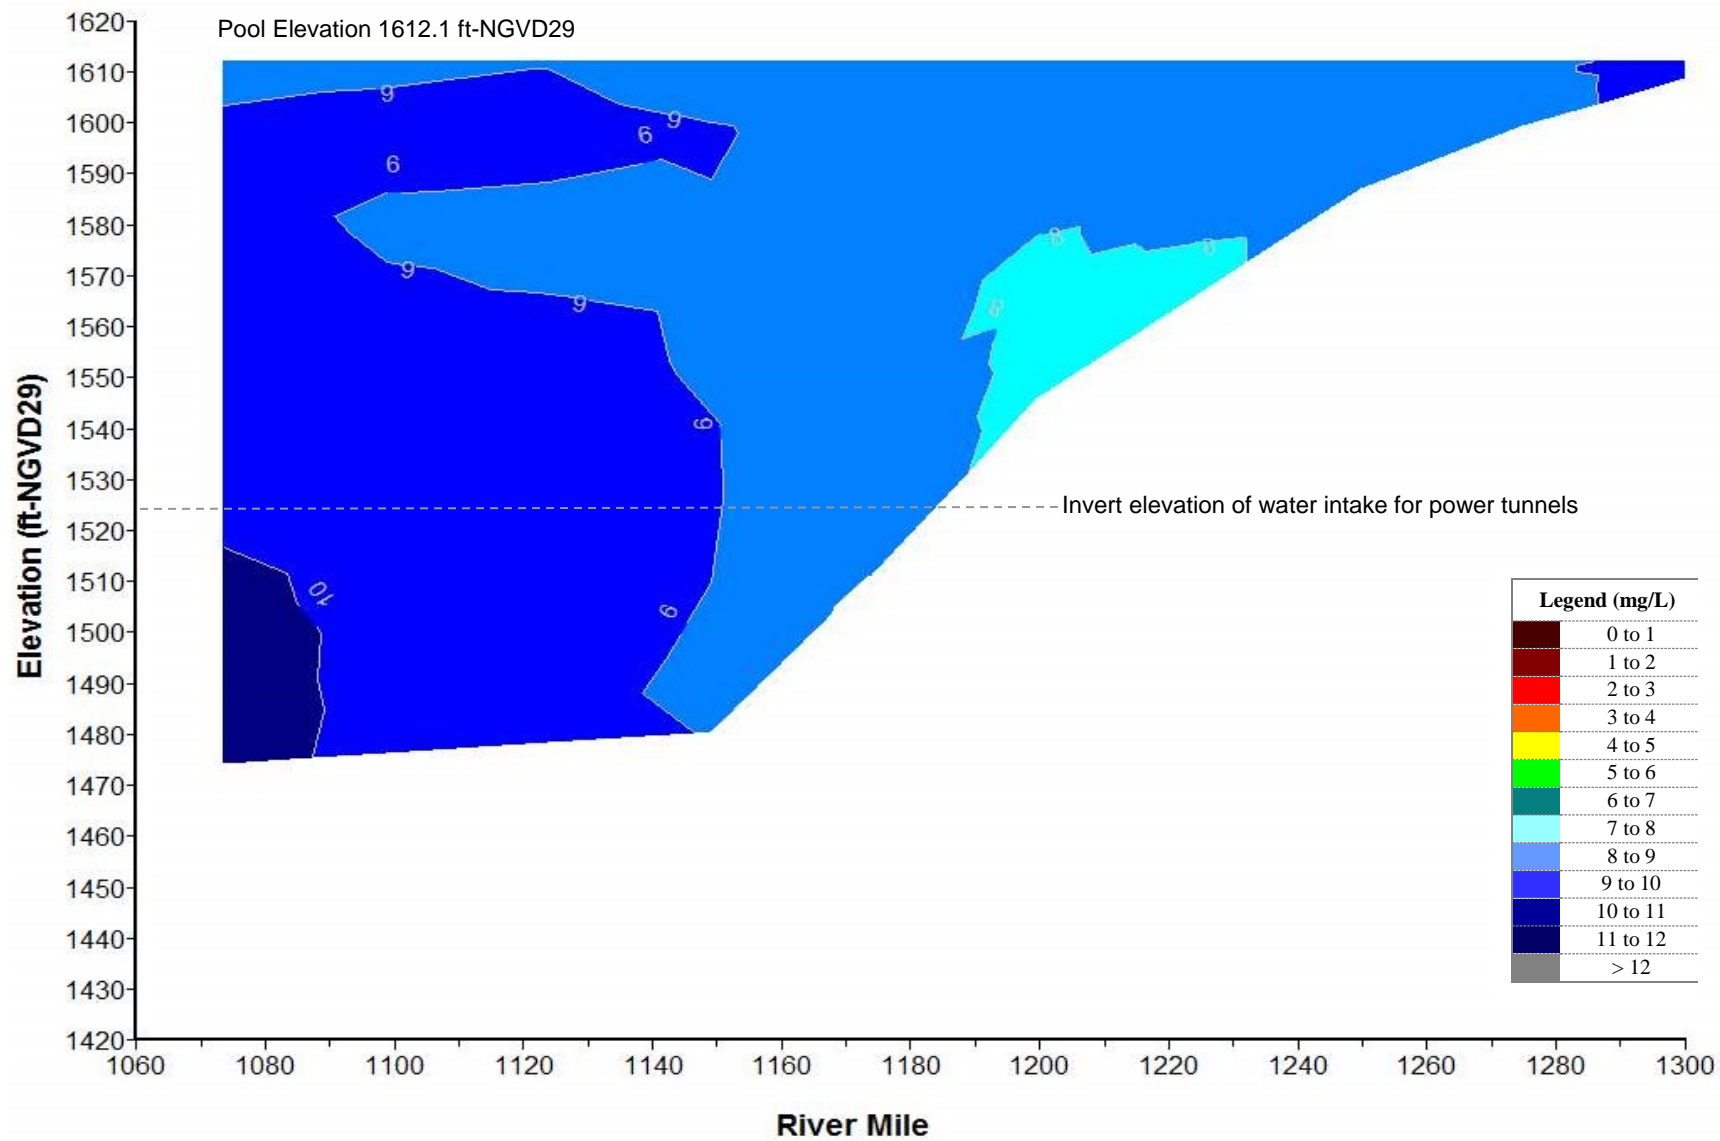 Pool Elevation 1612.1 ft-NGVD29
1620
1610
1600
1590
1580
1570
1560
1550
1540
1530
1520
1510
1500
1490
1480
1470
1460
1450
1440
1430
1420
Elevation (ft-NGVD29)
9
9
6
6
9
9
9
9
10
8
8
8
Invert elevation of water intake for power tunnels
Legend (mg/L)
0 to 1
1 to 2
2 to 3
3 to 4
4 to 5
5 to 6
6 to 7
7 to 8
8 to 9
9 to 10
10 to 11
11 to 12
> 12
1060 1080 1100 1120 1140 1160 1180 1200 1220 1240 1260 1280 1300
River Mile